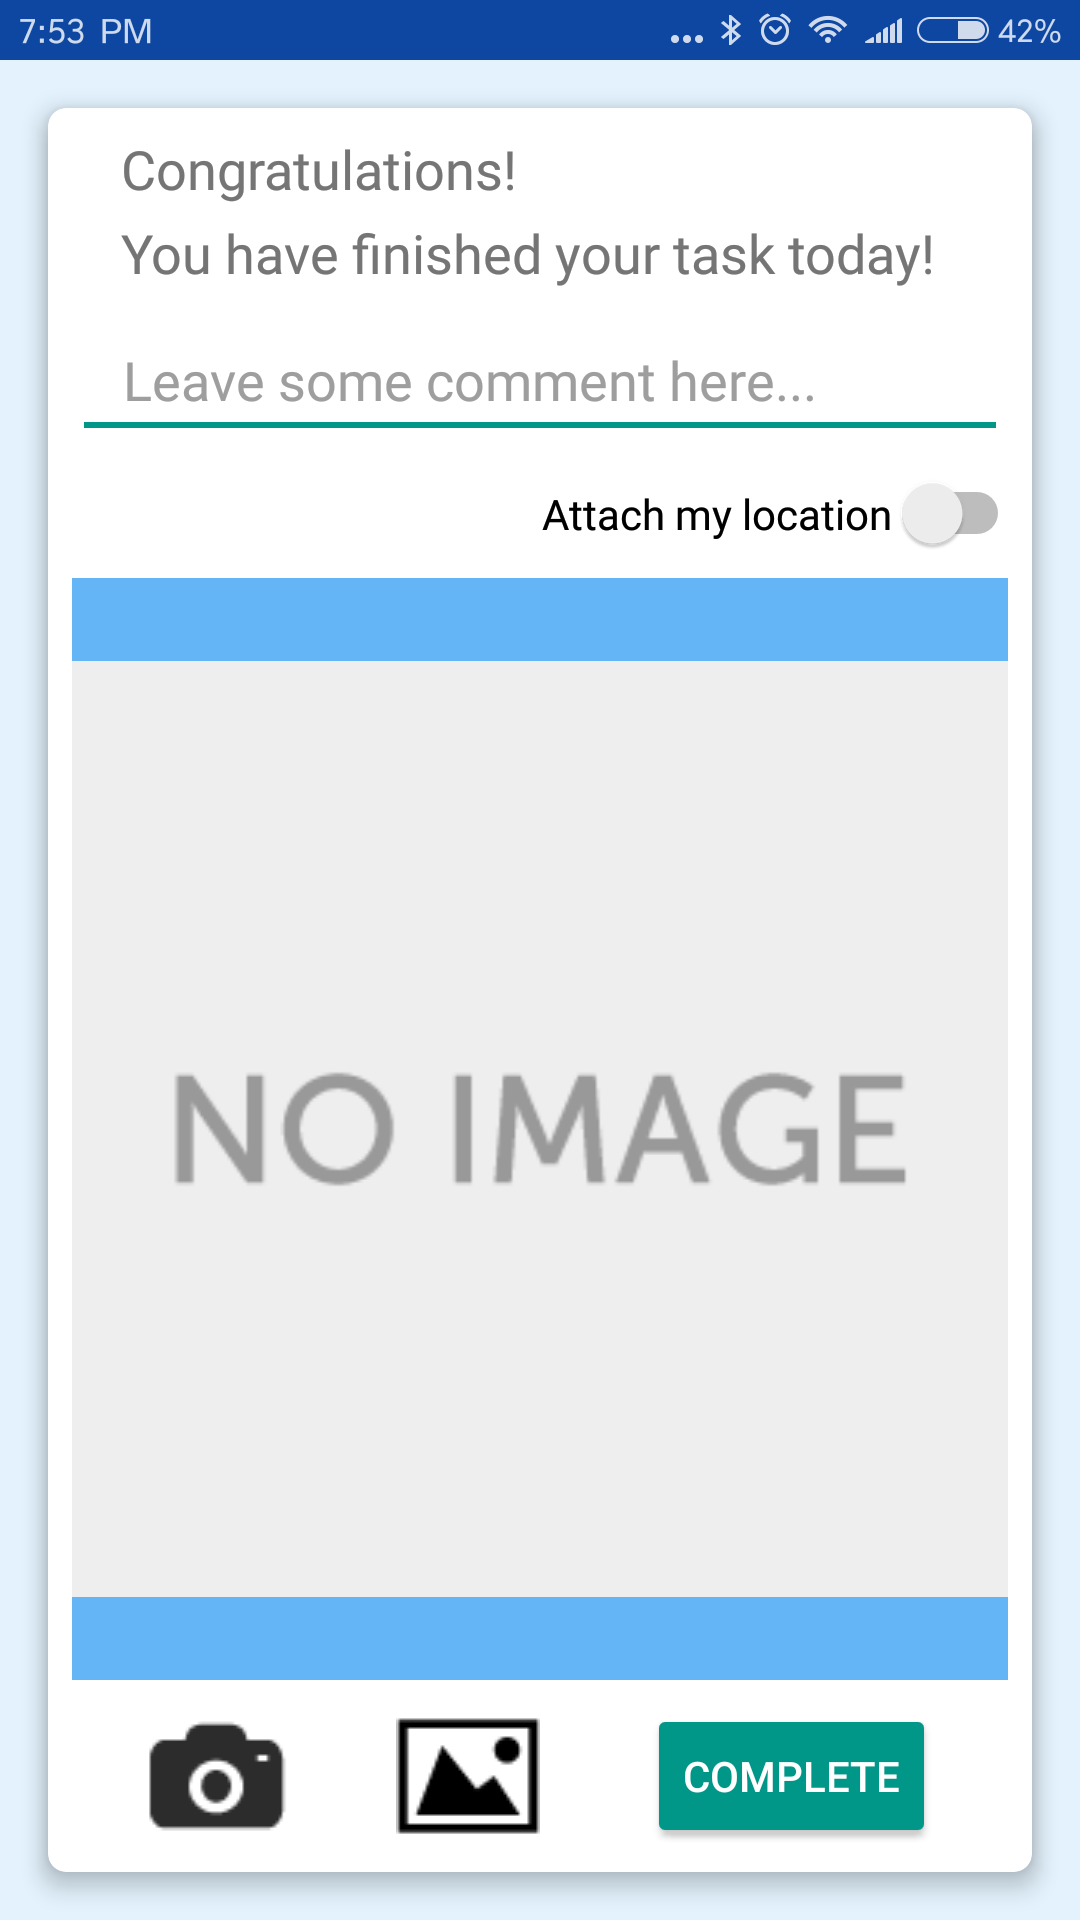 7:53 PM
42%
Congratulations!
You have finished your task today!
Leave some comment here...
Attach my location
NO IMAGE
COMPLETE